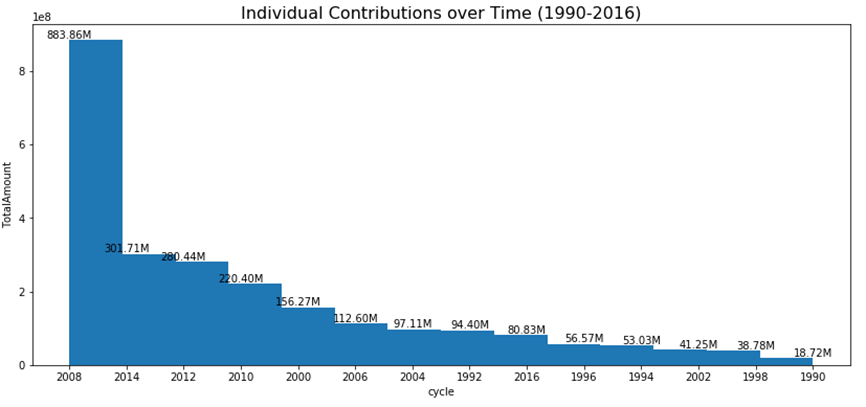 Individual Contributions over Time (1990-2016)
1e8
883.86M
8
6
4
301.71M
280.44M
220.40M
2
156.27M
112.60M
97.11M
94.40M
80.83M
56.57M
53.03M
41.25M
38.78M
18.72M
0
TotalAmount
2008 2014 2012 2010 2000 2006 2004 1992 2016 1996 1994 2002 1998 1990
cycle